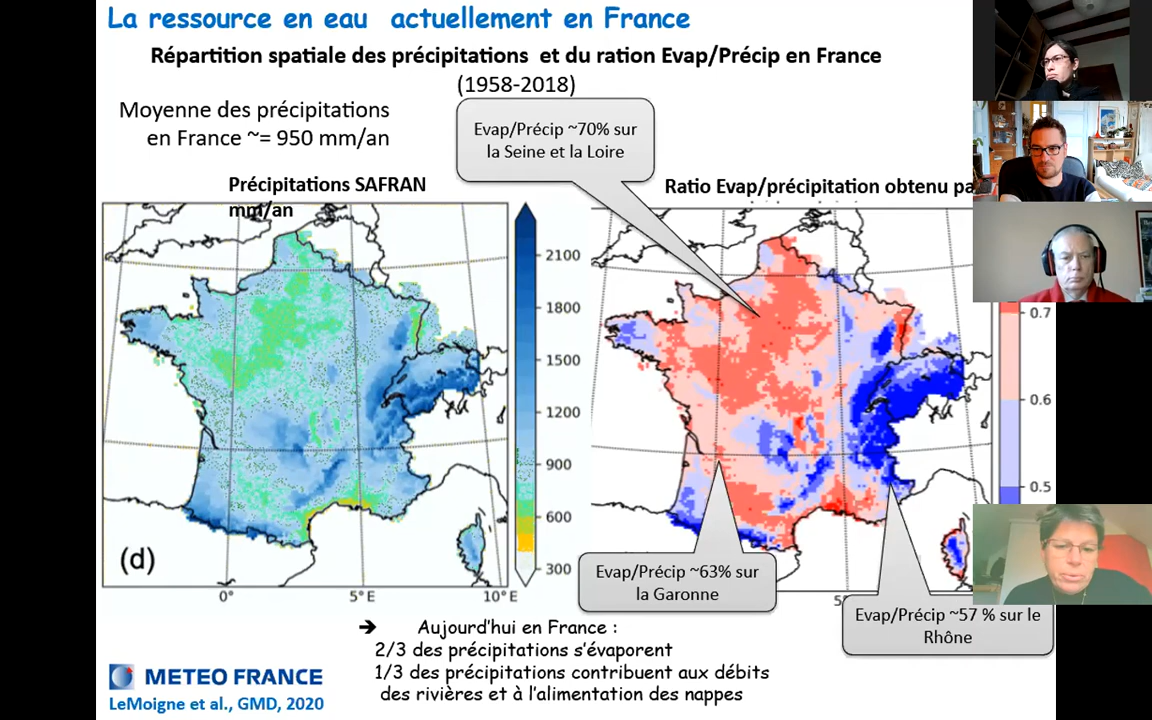 La ressource en eau  actuellement en France
Répartition spatiale des précipitations  et du ration Evap/Précip en France
(1958-2018)
Moyenne des précipitations
en France ~= 950 mm/an
Evap/Précip ~70% sur
la Seine et la Loire
Précipitations SAFRAN
mm/an
Ratio Evap/précipitation obtenu pa
2100
1800
1500
1200
900
600
300
0.7
0.6
0.5
(d)
0°
5°E
10°E
Evap/Précip ~63% sur
la Garonne
Evap/Précip ~57 % sur le
Rhône
➔ Aujourd'hui en France :
2/3 des précipitations s'évaporent
1/3 des précipitations contribuent aux débits
des rivières et à l'alimentation des nappes
METEO FRANCE
LeMoigne et al., GMD, 2020